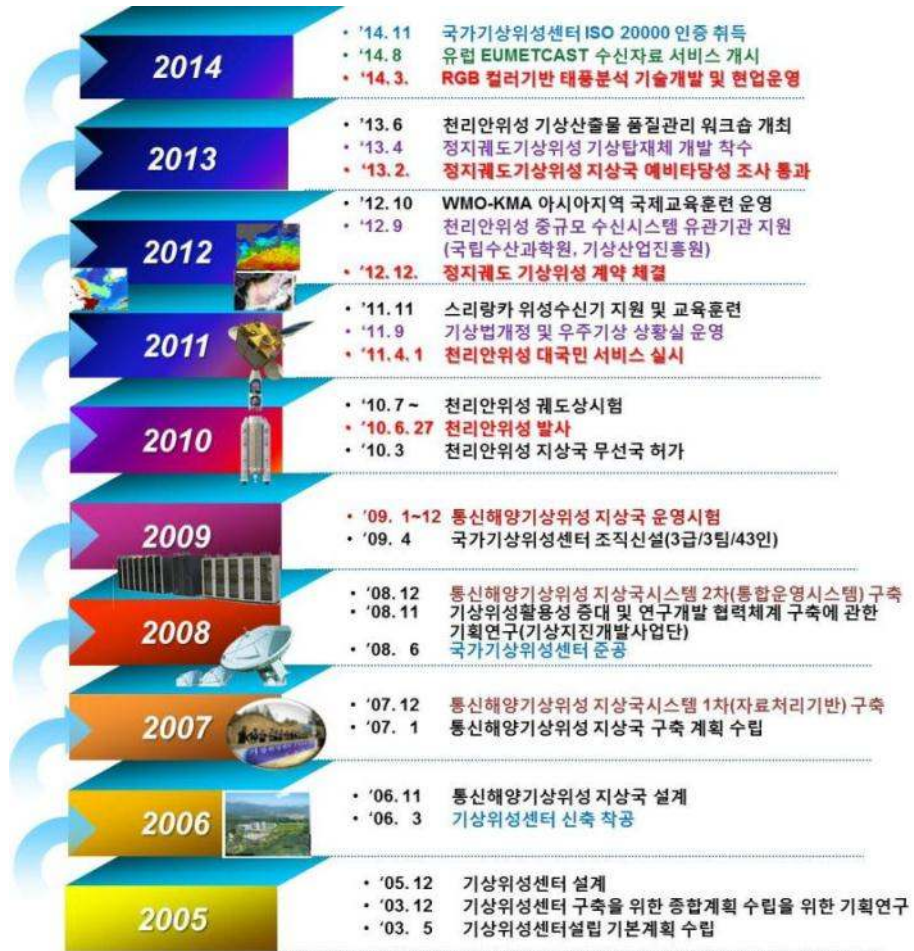 2014
• '14. 11 국가기상위성센터 ISO 20000 인증 취득
• '14. 8 유럽 EUMETCAST 수신자료 서비스 개시
• '14. 3. RGB 컬러기반 태풍분석 기술개발 및 현업운영
2013
• '13. 6 천리안위성 기상산출물 품질관리 워크숍 개최
• '13. 4 정지궤도기상위성 기상탑재체 개발 착수
• '13. 2. 정지궤도기상위성 지상국 예비타당성 조사 통과
2012
• '12. 10 WMO-KMA 아시아지역 국제교육훈련 운영
• '12. 9 천리안위성 중규모 수신시스템 유관기관 지원
(국립수산과학원, 기상산업진흥원)
• '12. 12. 정지궤도 기상위성 계약 체결
2011
• '11. 11 스리랑카 위성수신기 지원 및 교육훈련
• '11. 9 기상법개정 및 우주기상 상황실 운영
• '11. 4. 1 천리안위성 대국민 서비스 실시
2010
• '10. 7 ~ 천리안위성 궤도상시험
• '10. 6. 27 천리안위성 발사
• '10. 3 천리안위성 지상국 무선국 허가
2009
• '09. 1~12 통신해양기상위성 지상국 운영시험
• '09. 4 국가기상위성센터 조직신설(3급/3팀/43인)
2008
• '08. 12 통신해양기상위성 지상국시스템 2차(통합운영시스템) 구축
• '08. 11 기상위성활용성 증대 및 연구개발 협력체계 구축에 관한
기획연구(기상지진개발사업단)
• '08. 6 국가기상위성센터 준공
2007
• '07. 12 통신해양기상위성 지상국시스템 1차(자료처리기반) 구축
• '07. 1 통신해양기상위성 지상국 구축 계획 수립
2006
• '06. 11 통신해양기상위성 지상국 설계
• '06. 3 기상위성센터 신축 착공
2005
• '05. 12 기상위성센터 설계
• '03. 12 기상위성센터 구축을 위한 종합계획 수립을 위한 기획연구
• '03. 5 기상위성센터설립 기본계획 수립